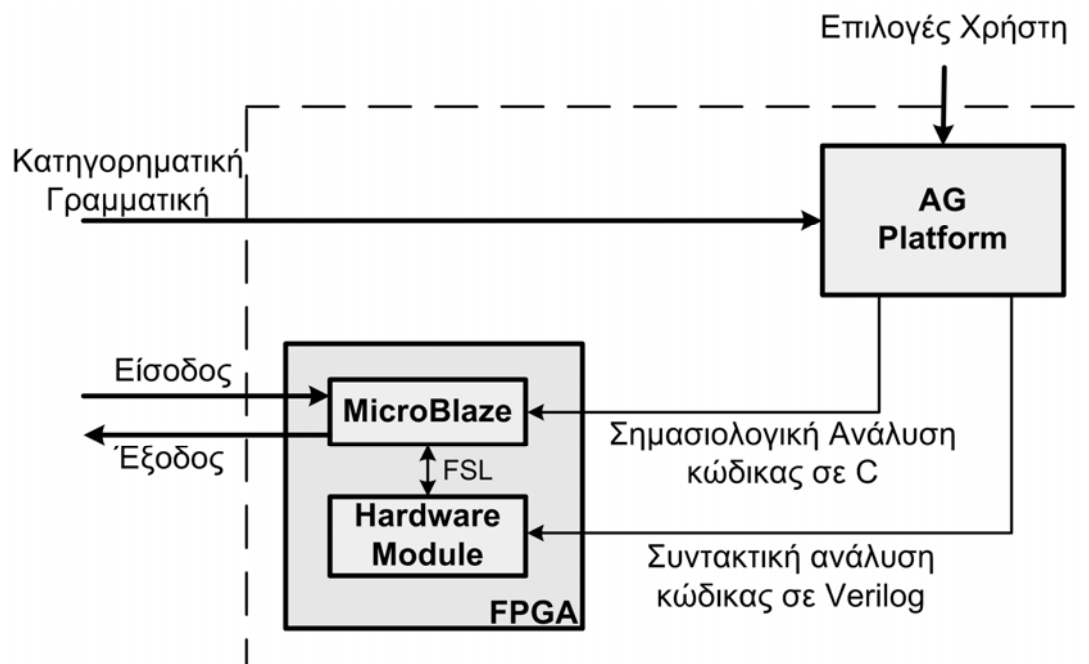 Επιλογές Χρήστη
Κατηγορηματική
Γραμματική
AG
Platform
Είσοδος
Έξοδος
MicroBlaze
FSL
Hardware
Module
FPGA
Σημασιολογική Ανάλυση
κώδικας σε C
Συντακτική ανάλυση
κώδικας σε Verilog